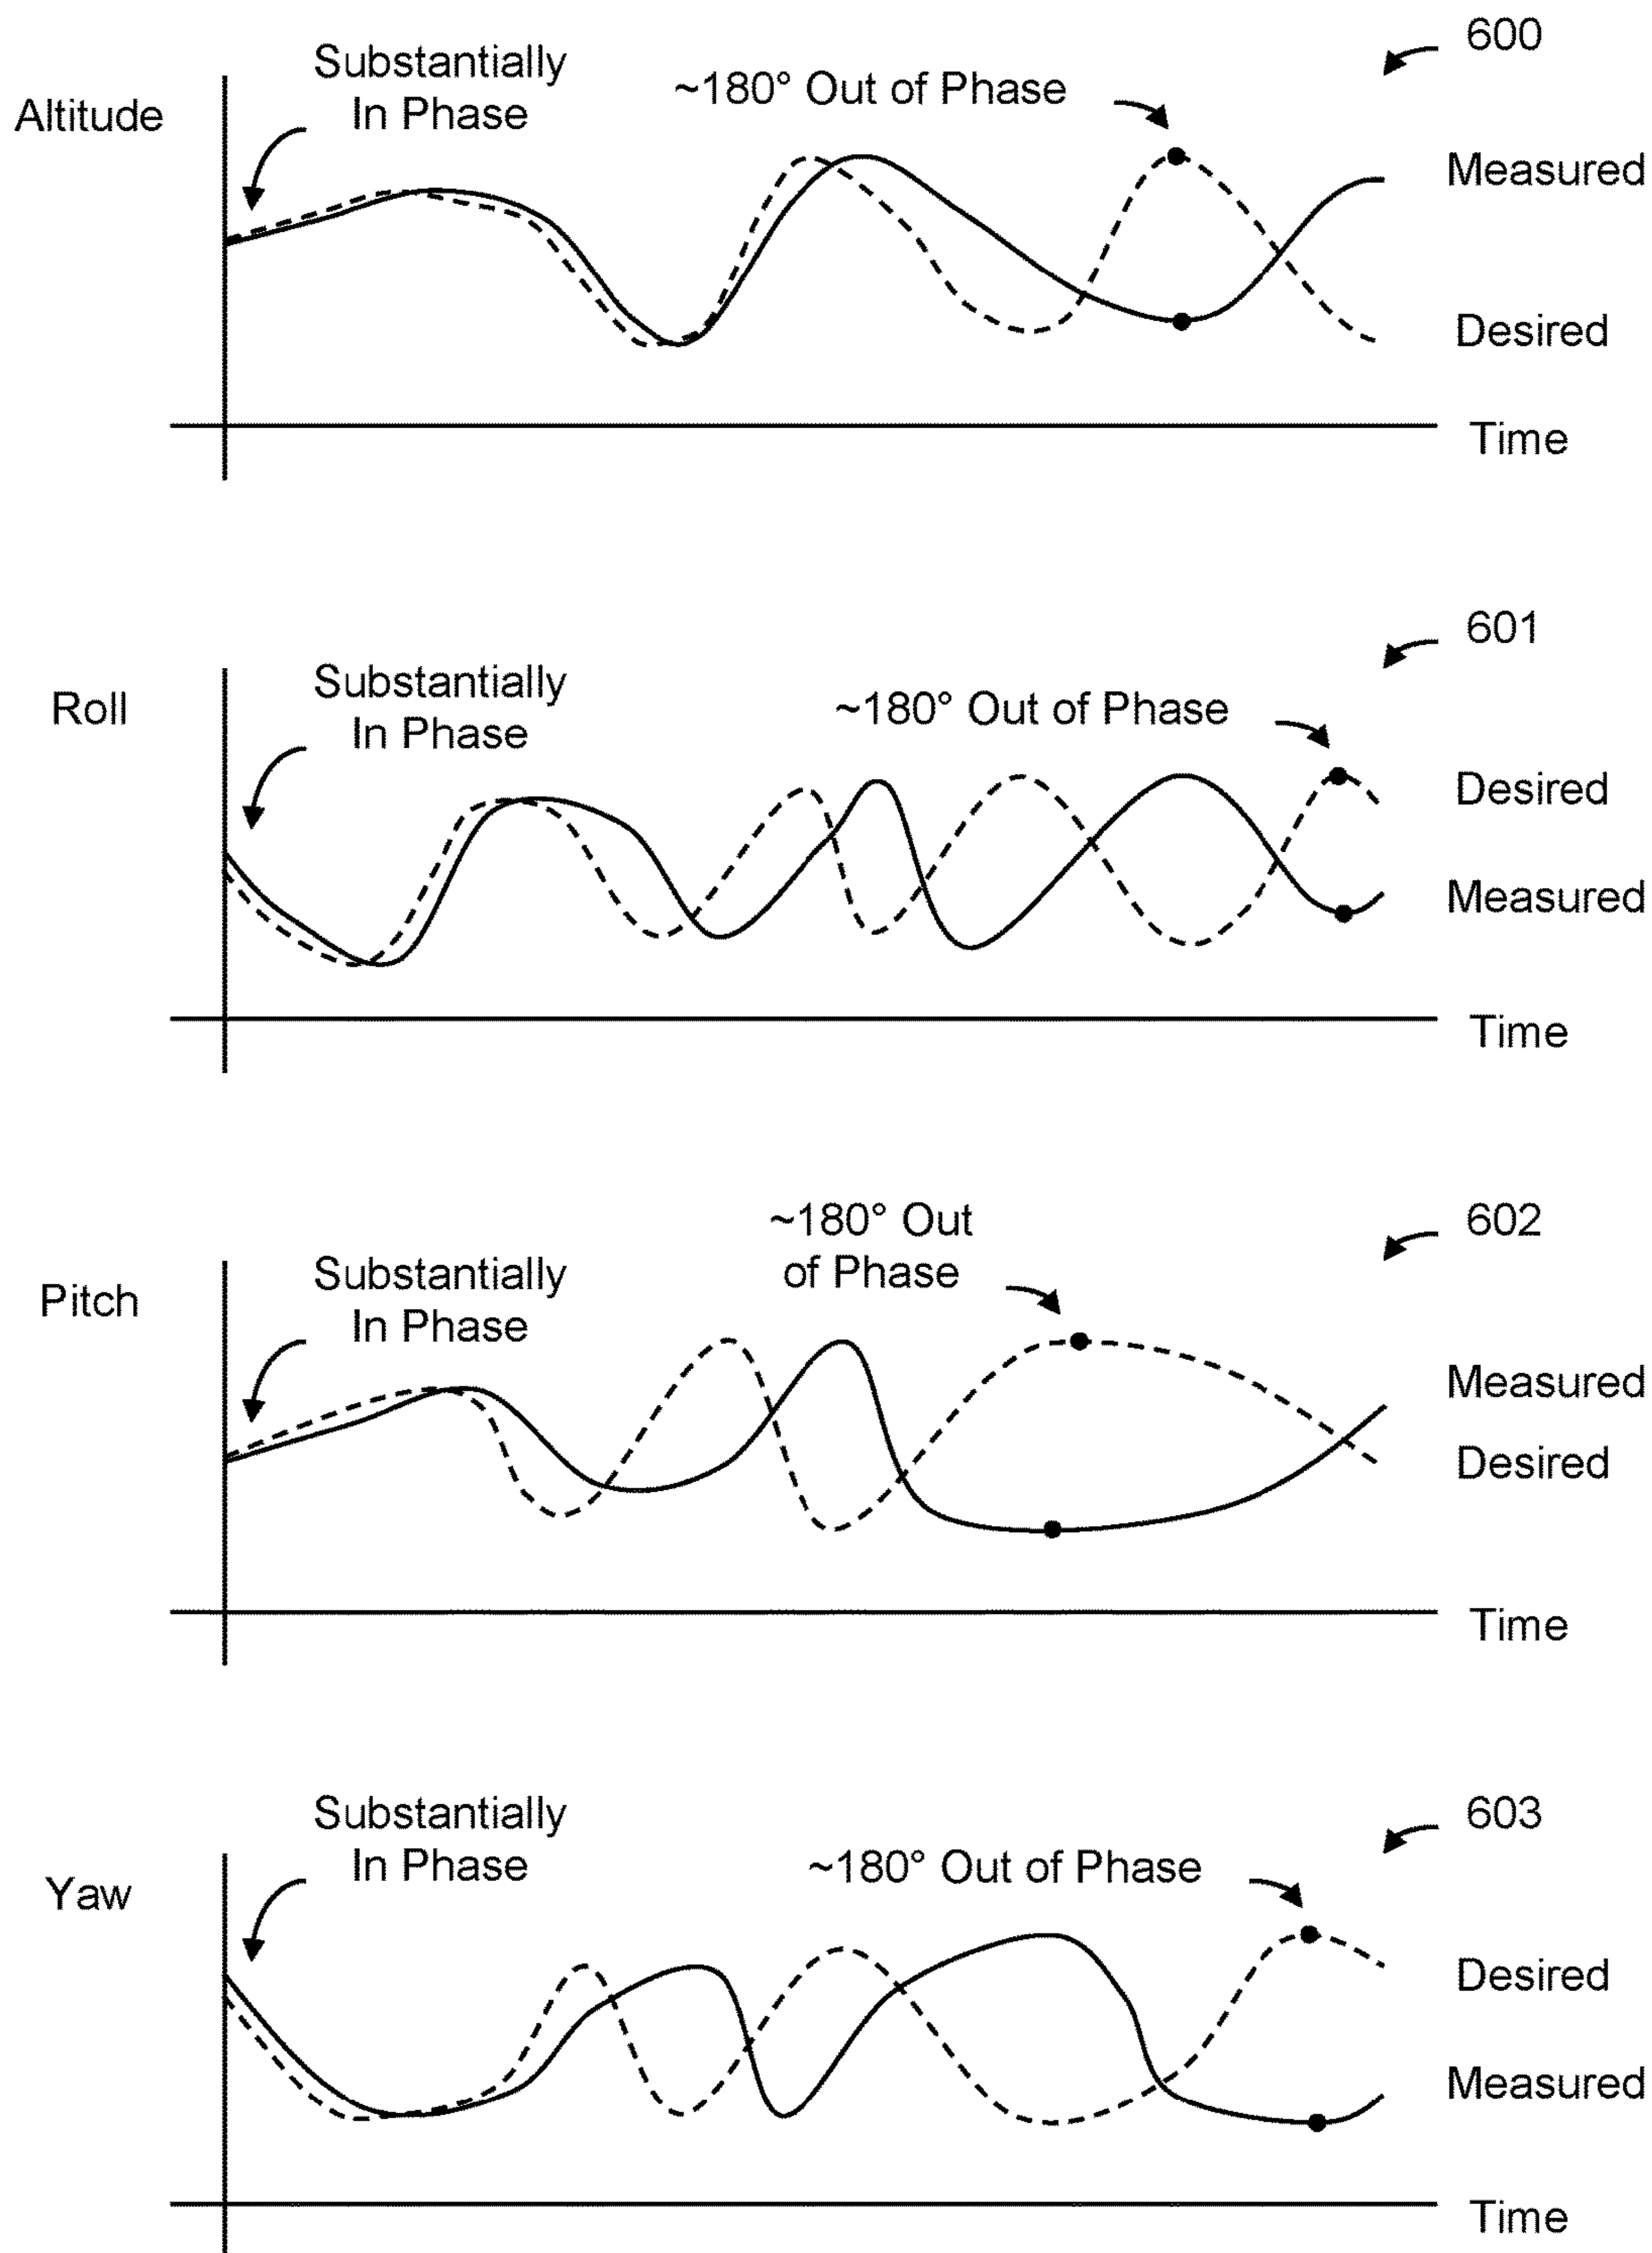 600
Substantially
In Phase
~180° Out of Phase
Altitude
Measured
Desired
Time
601
Substantially
In Phase
~180° Out of Phase
Roll
Desired
Measured
Time
602
~180° Out
of Phase
Substantially
In Phase
Pitch
Measured
Desired
Time
603
Substantially
In Phase
~180° Out of Phase
Yaw
Desired
Measured
Time